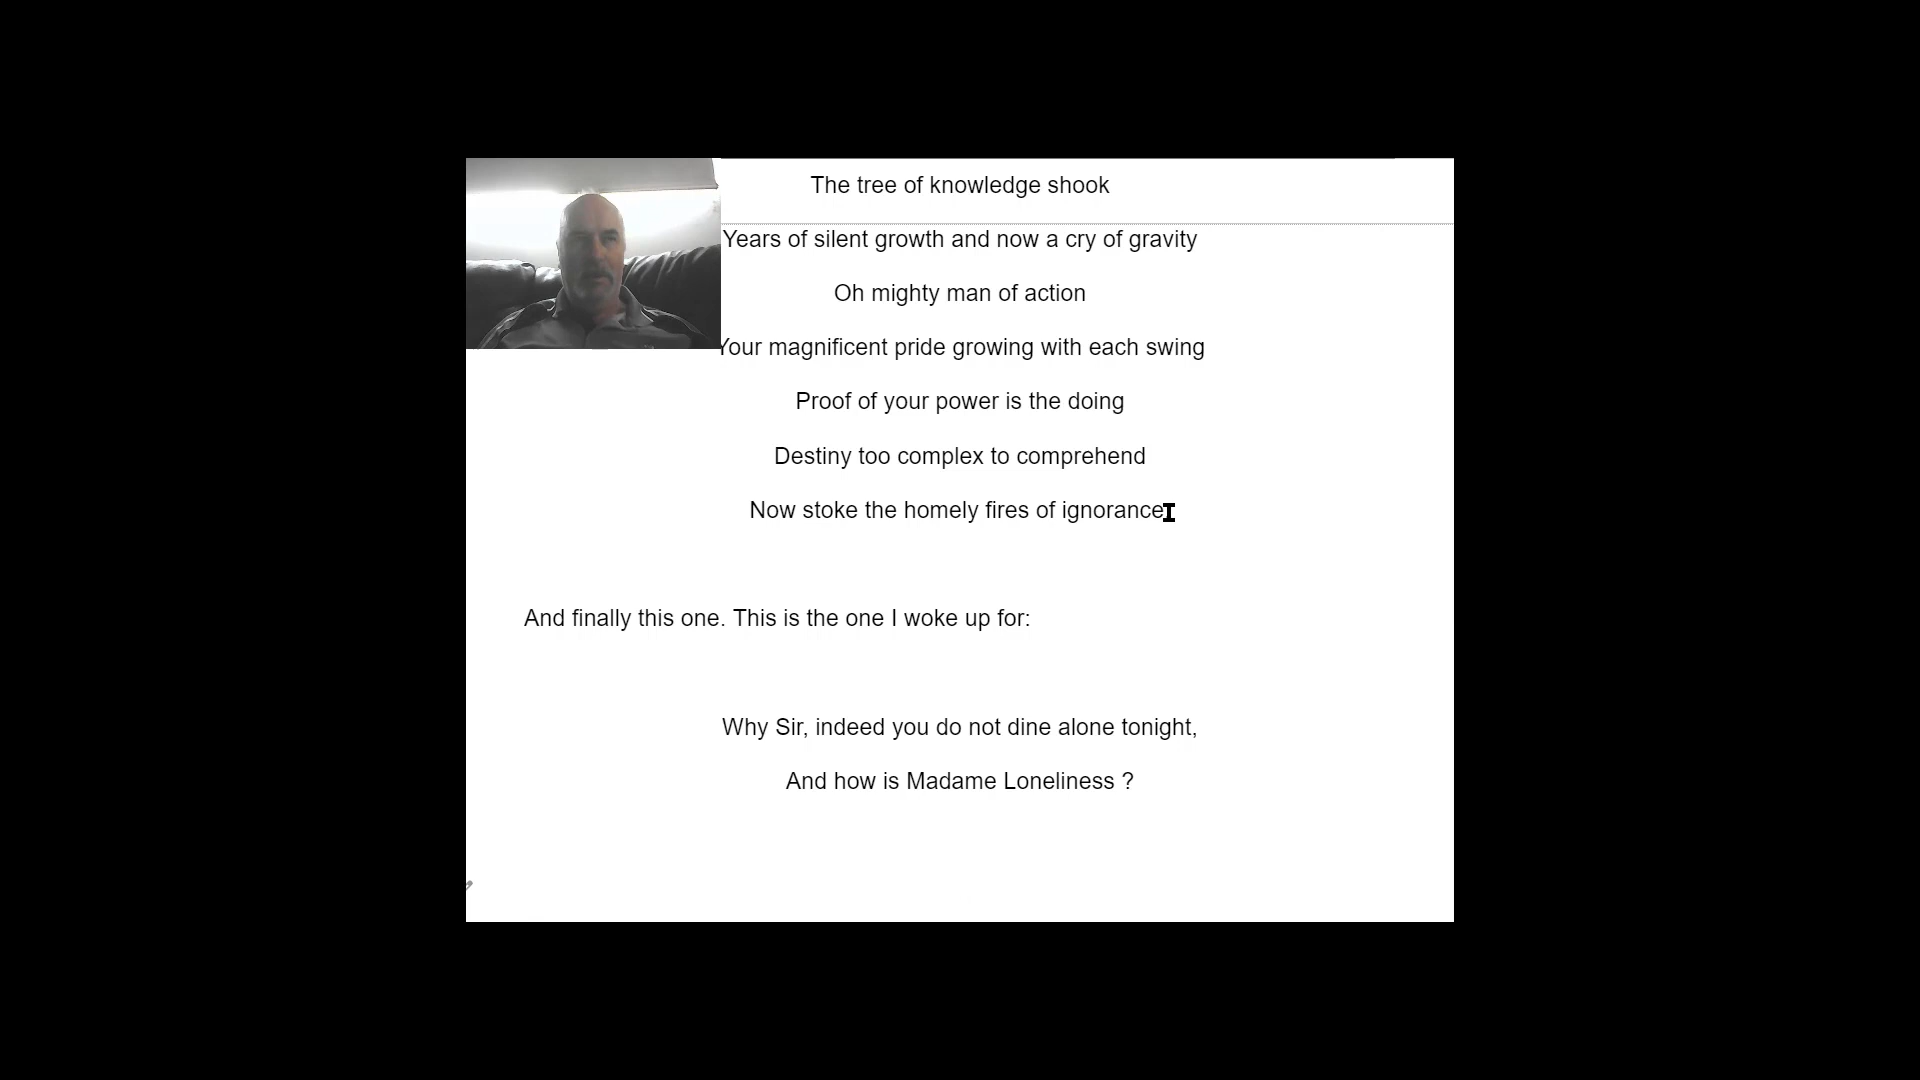 The tree of knowledge shook
Years of silent growth and now a cry of gravity
Oh mighty man of action
Your magnificent pride growing with each swing
Proof of your power is the doing
Destiny too complex to comprehend
Now stoke the homely fires of ignorance
And finally this one. This is the one I woke up for:
Why Sir, indeed you do not dine alone tonight,
And how is Madame Loneliness ?